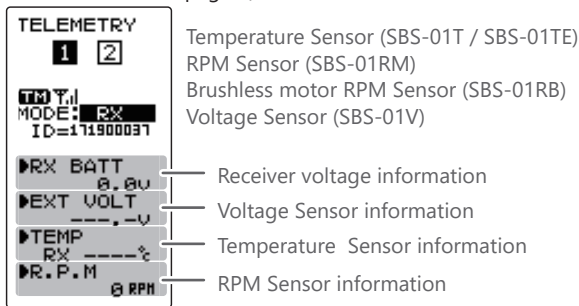 TELEMETRY
1 2
TM
MODE: RX
ID=171900037
▶RX BATT
0.0V
▶EXT VOLT
---.-V
▶TEMP
RX ----℃
▶R.P.M
0 RPM
Temperature Sensor (SBS-01T / SBS-01TE)
RPM Sensor (SBS-01RM)
Brushless motor RPM Sensor (SBS-01RB)
Voltage Sensor (SBS-01V)
Receiver voltage information
Voltage Sensor information
Temperature Sensor information
RPM Sensor information